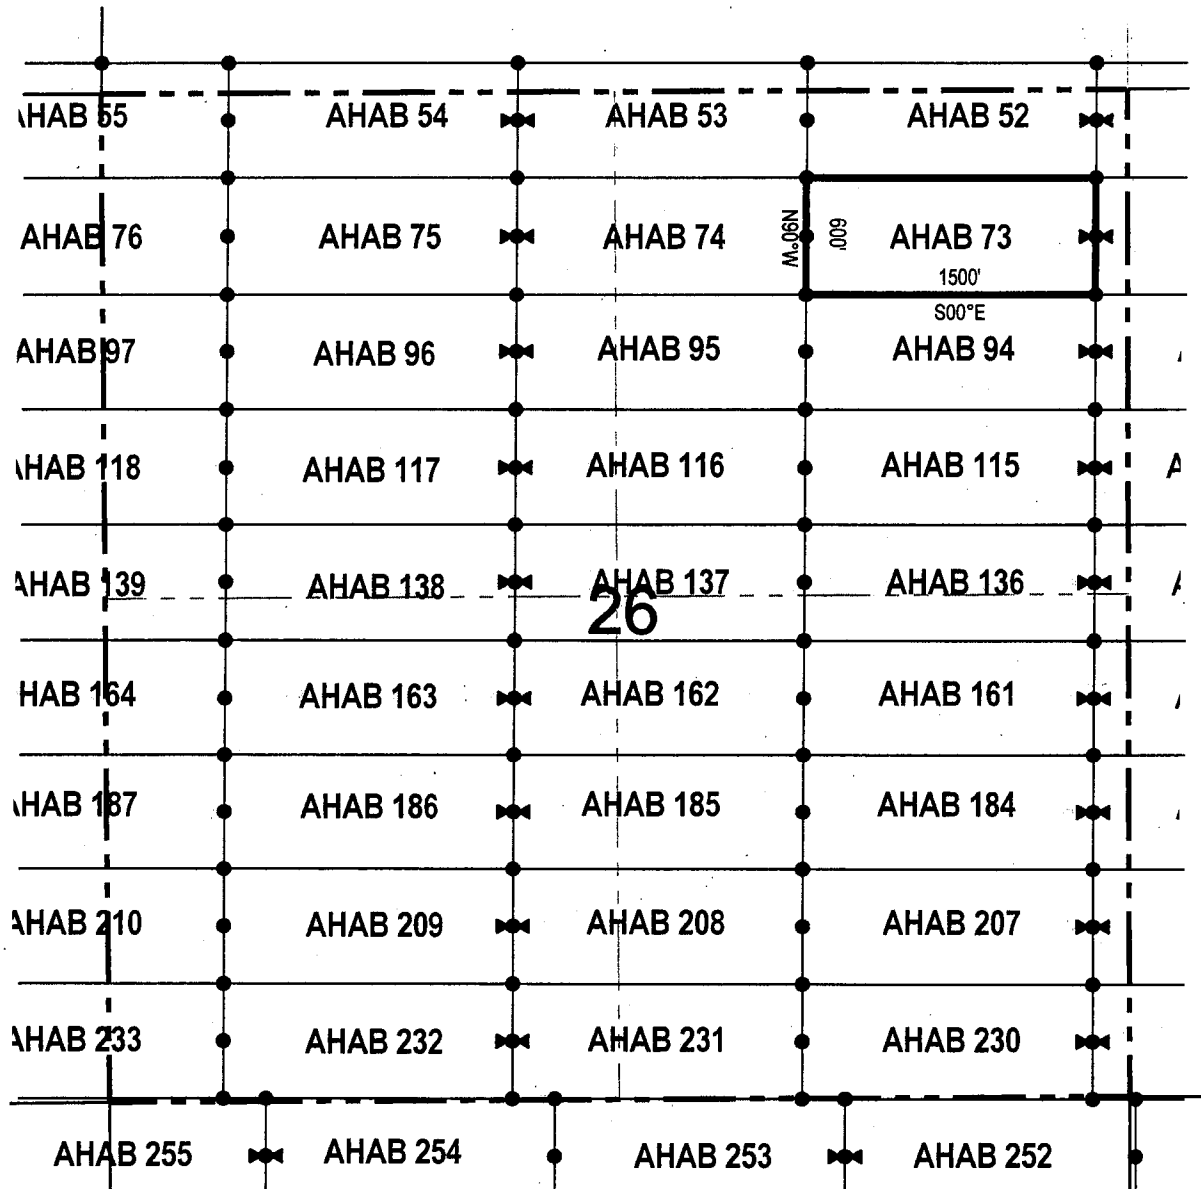 AHAB 55 AHAB 54 AHAB 53 AHAB 52
AHAB 76 AHAB 75 AHAB 74 N90°W 600' AHAB 73
1500'
S00°E
AHAB 97 AHAB 96 AHAB 95 AHAB 94
AHAB 118 AHAB 117 AHAB 116 AHAB 115
AHAB 139 AHAB 138 AHAB 137 AHAB 136
26
HAB 164 AHAB 163 AHAB 162 AHAB 161
AHAB 187 AHAB 186 AHAB 185 AHAB 184
AHAB 210 AHAB 209 AHAB 208 AHAB 207
AHAB 233 AHAB 232 AHAB 231 AHAB 230
AHAB 255 AHAB 254 AHAB 253 AHAB 252